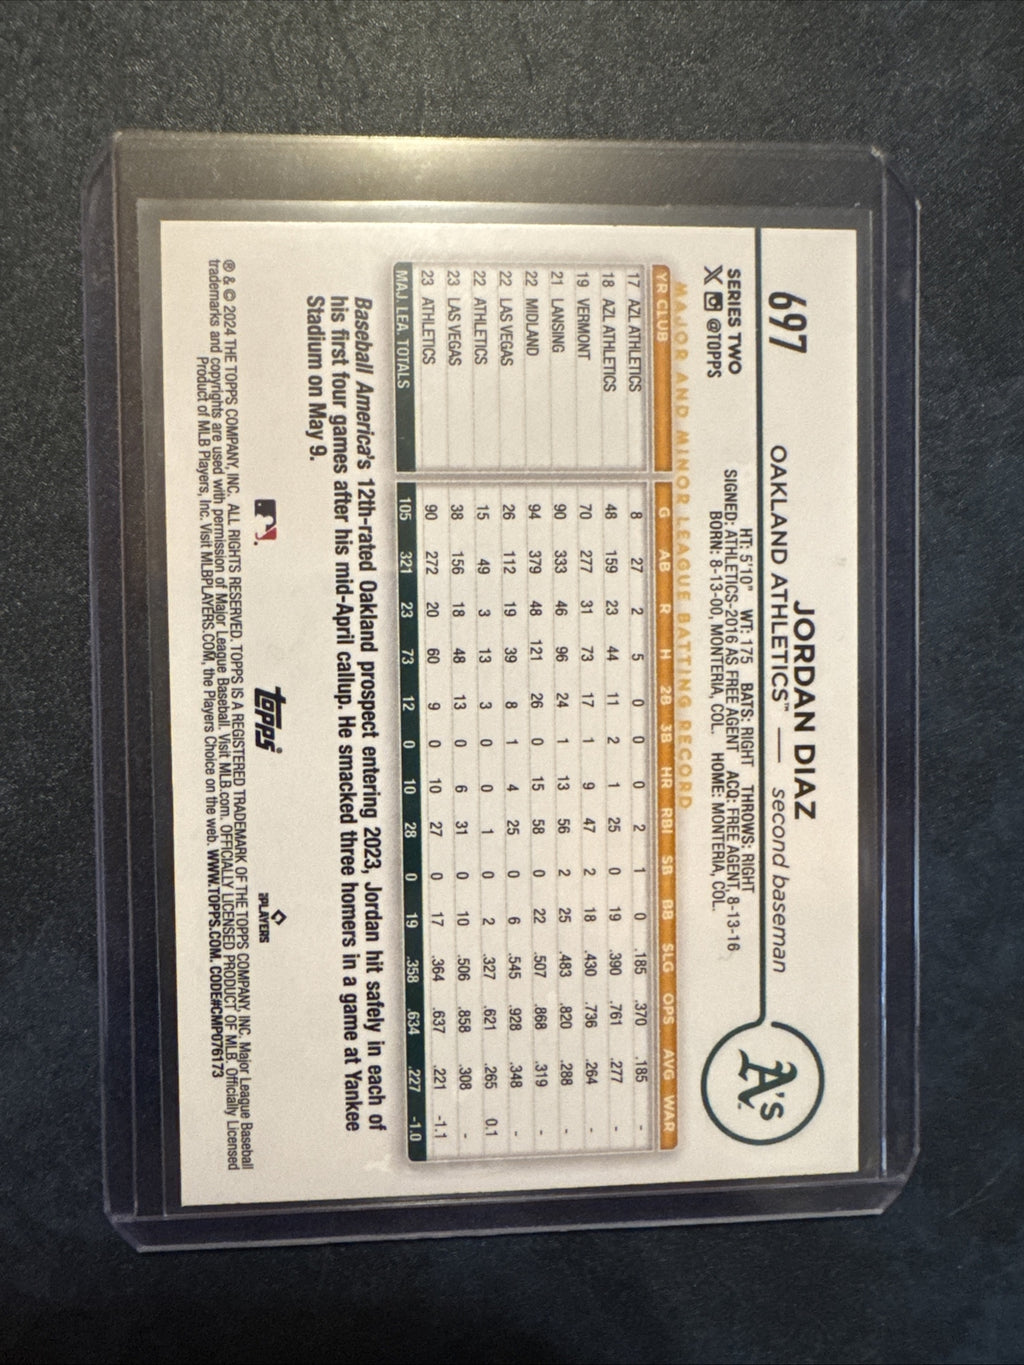 697
JORDAN DIAZ
OAKLAND ATHLETICS™ — second baseman
SERIES TWO
@TOPPS
HT: 5'10" WT: 175 BATS: RIGHT THROWS: RIGHT
SIGNED: ATHLETICS-2016 AS FREE AGENT ACQ: FREE AGENT, 8-13-16
BORN: 8-13-00, MONTERIA, COL. HOME: MONTERIA, COL.
A's
MAJOR AND MINOR LEAGUE BATTING RECORD
YR CLUB G AB R H 2B 3B HR RBI SB BB SLG OPS AVG WAR
17 AZL ATHLETICS 8 27 2 5 0 0 0 2 1 0 .185 .370 .185 -
18 AZL ATHLETICS 48 159 23 44 11 2 1 25 0 19 .390 .761 .277 -
19 VERMONT 70 277 31 73 17 1 9 47 2 18 .430 .736 .264 -
21 LANSING 90 333 46 96 24 1 13 56 2 25 .483 .820 .288 -
22 MIDLAND 94 379 48 121 26 0 15 58 0 22 .507 .868 .319 -
22 LAS VEGAS 26 112 19 39 8 1 4 25 0 6 .545 .928 .348 -
22 ATHLETICS 15 49 3 13 3 0 0 1 0 2 .327 .621 .265 0.1
23 LAS VEGAS 38 156 18 48 13 0 6 31 0 10 .506 .858 .308 -
23 ATHLETICS 90 272 20 60 9 0 10 27 0 17 .364 .637 .221 -1.1
MAJ. LEA. TOTALS 105 321 23 73 12 0 10 28 0 19 .358 .634 .227 -1.0
Baseball America's 12th-rated Oakland prospect entering 2023, Jordan hit safely in each of
his first four games after his mid-April callup. He smacked three homers in a game at Yankee
Stadium on May 9.
topps
PLAYERS
® & © 2024 THE TOPPS COMPANY, INC. ALL RIGHTS RESERVED. TOPPS IS A REGISTERED TRADEMARK OF THE TOPPS COMPANY, INC. Major League Baseball
trademarks and copyrights are used with permission of Major League Baseball. Visit MLB.com. OFFICIALLY LICENSED PRODUCT OF MLB. Officially Licensed
Product of MLB Players, Inc. Visit MLBPLAYERS.COM, the Players Choice on the web. WWW.TOPPS.COM. CODE#CMP076173